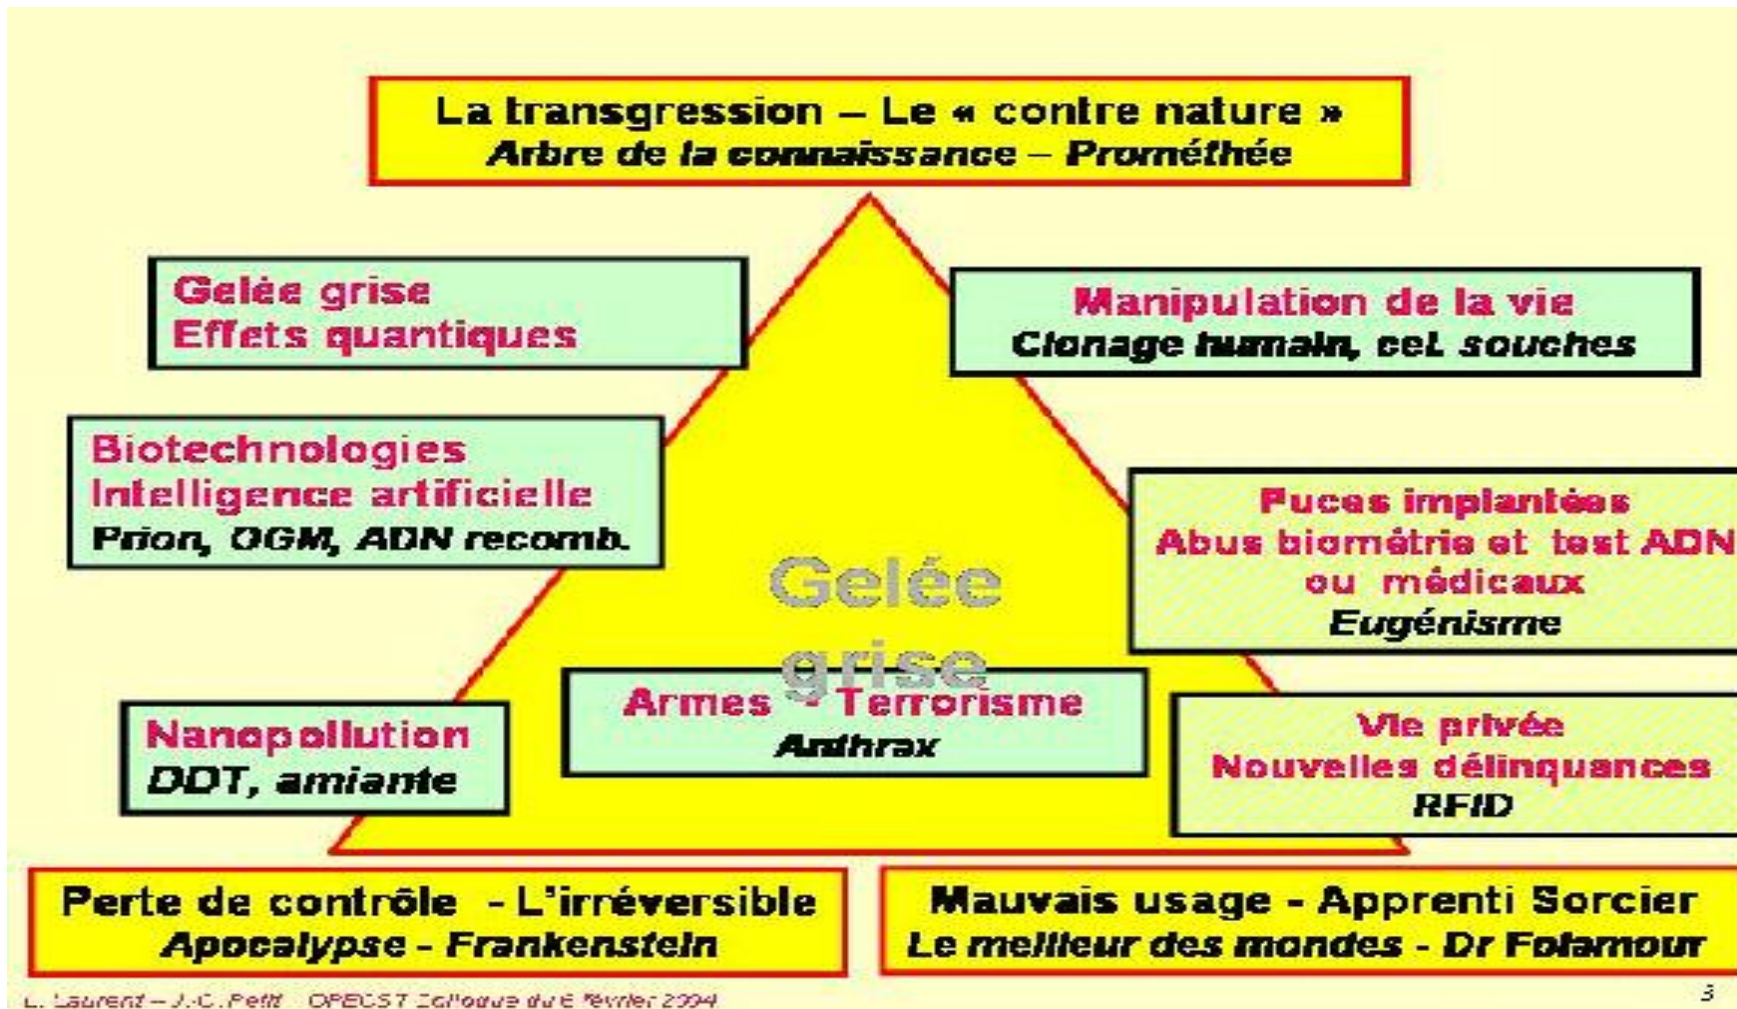 La transgression – Le « contre nature »
Arbre de la connaissance – Prométhée
Gelée grise
Effets quantiques
Manipulation de la vie
Clonage humain, cel. souches
Biotechnologies
Intelligence artificielle
Prion, OGM, ADN recomb.
Puces implantées
Abus biométrie et test ADN
ou médicaux
Eugénisme
Gelée
grise
Armes - Terrorisme
Anthrax
Nanopollution
DDT, amiante
Vie privée
Nouvelles délinquances
RFID
Perte de contrôle - L'irréversible
Apocalypse - Frankenstein
Mauvais usage - Apprenti Sorcier
Le meilleur des mondes - Dr Folamour
L. Laurent – J.-C. Petit OPECST Colloque du 6 février 2004
3